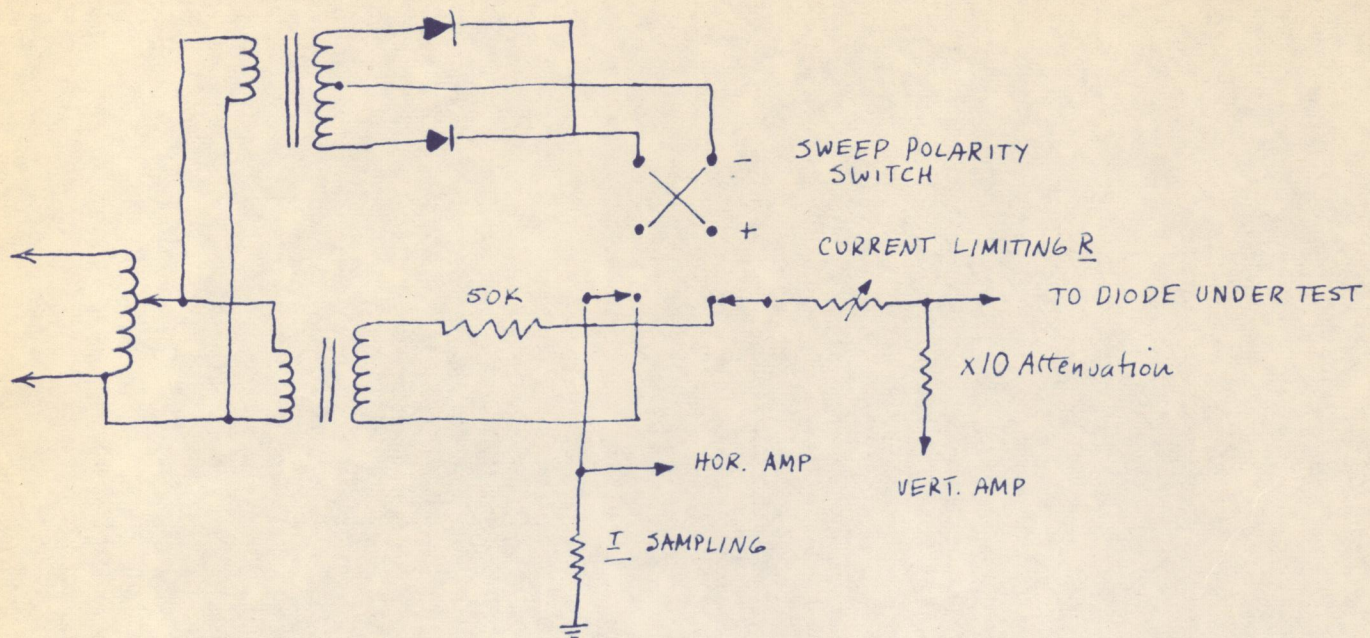 - SWEEP POLARITY
SWITCH
+
CURRENT LIMITING R
50K
TO DIODE UNDER TEST
x10 Attenuation
HOR. AMP
VERT. AMP
I SAMPLING